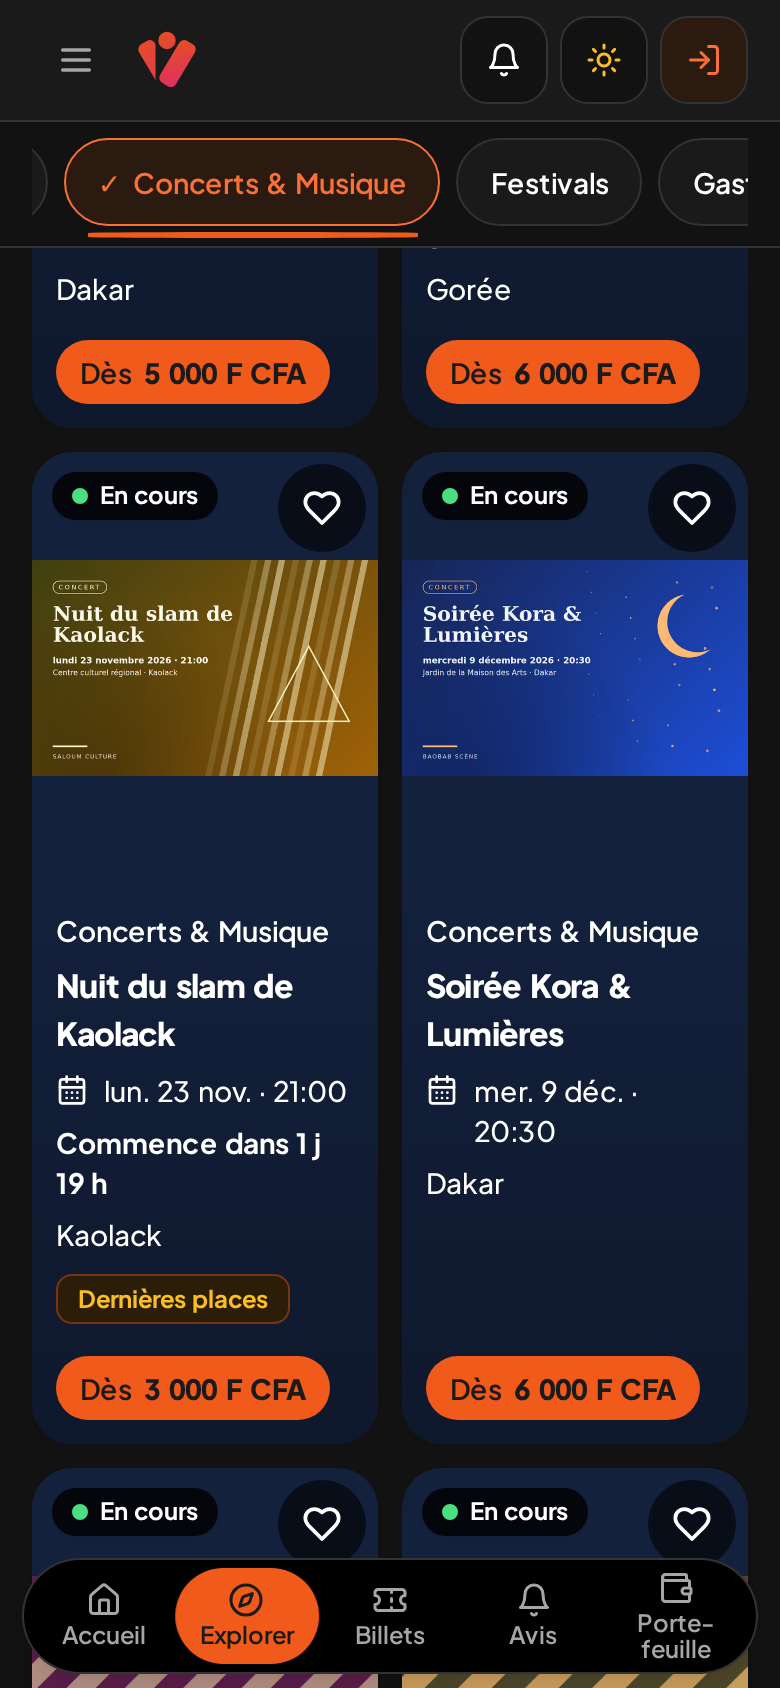 ✓ Concerts & Musique
Festivals
Gast
Dakar
Gorée
Dès 5 000 F CFA
Dès 6 000 F CFA
En cours
En cours
CONCERT
Nuit du slam de
Kaolack
lundi 23 novembre 2026 · 21:00
Centre culturel régional · Kaolack
SALOUM CULTURE
CONCERT
Soirée Kora &
Lumières
mercredi 9 décembre 2026 · 20:30
Jardin de la Maison des Arts · Dakar
BAOBAB SCÈNE
Concerts & Musique
Nuit du slam de
Kaolack
lun. 23 nov. · 21:00
Commence dans 1 j
19 h
Kaolack
Dernières places
Dès 3 000 F CFA
Concerts & Musique
Soirée Kora &
Lumières
mer. 9 déc. ·
20:30
Dakar
Dès 6 000 F CFA
En cours
En cours
Accueil
Explorer
Billets
Avis
Porte-
feuille